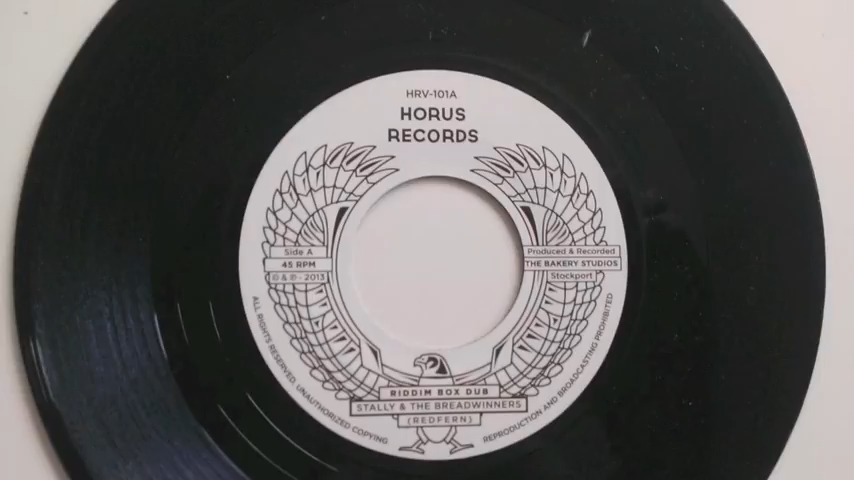 HRV-101A
HORUS
RECORDS
Side A
45 RPM
© & ℗ - 2013
Produced & Recorded
THE BAKERY STUDIOS
Stockport
RIDDIM BOX DUB
STALLY & THE BREADWINNERS
(REDFERN)
ALL RIGHTS RESERVED. UNAUTHORIZED COPYING
REPRODUCTION AND BROADCASTING PROHIBITED